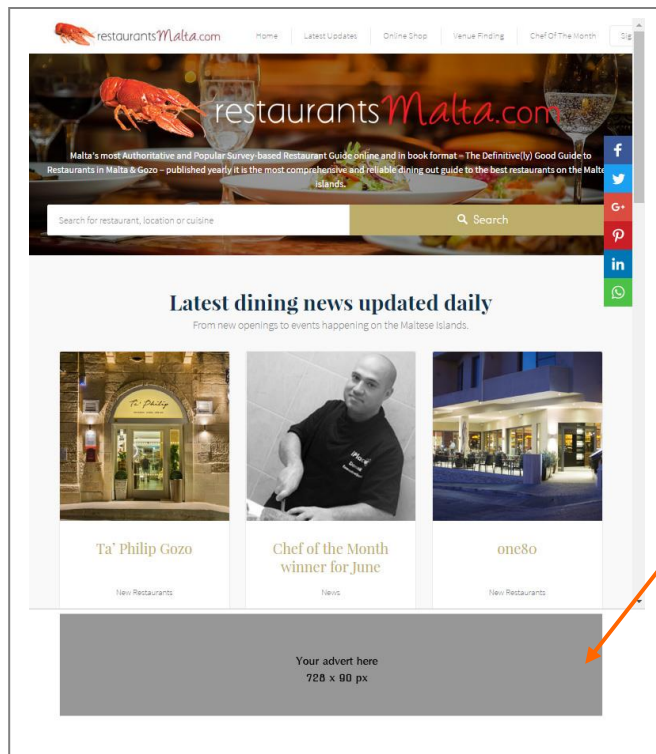 restaurantsMalta.com
Home
Latest Updates
Online Shop
Venue Finding
Chef Of The Month
Sig
restaurantsMalta.com
Malta's most Authoritative and Popular Survey-based Restaurant Guide online and in book format – The Definitive(ly) Good Guide to
Restaurants in Malta & Gozo – published yearly it is the most comprehensive and reliable dining out guide to the best restaurants on the Malte
islands.
Search for restaurant, location or cuisine
Search
f
G+
in
Latest dining news updated daily
From new openings to events happening on the Maltese Islands.
Ta' Philip
Ta' Philip Gozo
New Restaurants
Chef of the Month
winner for June
News
one80
New Restaurants
Your advert here
728 x 90 px